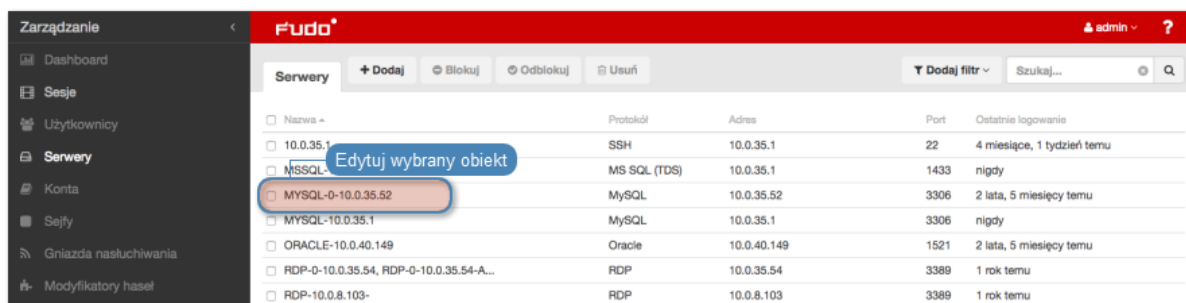 Zarządzanie
Fudo
admin
?
Dashboard
Serwery
+ Dodaj
Blokuj
Odblokuj
Usuń
Dodaj filtr
Szukaj...
Sesje
Użytkownicy
Nazwa
Protokół
Adres
Port
Ostatnie logowanie
10.0.35.1
SSH
10.0.35.1
22
4 miesiące, 1 tydzień temu
Edytuj wybrany obiekt
Serwery
MSSQL-
MS SQL (TDS)
10.0.35.1
1433
nigdy
Konta
MYSQL-0-10.0.35.52
MySQL
10.0.35.52
3306
2 lata, 5 miesięcy temu
Sejfy
MYSQL-10.0.35.1
MySQL
10.0.35.1
3306
nigdy
Gniazda nasłuchiwania
ORACLE-10.0.40.149
Oracle
10.0.40.149
1521
2 lata, 5 miesięcy temu
RDP-0-10.0.35.54, RDP-0-10.0.35.54-A...
RDP
10.0.35.54
3389
1 rok temu
Modyfikatory haseł
RDP-10.0.8.103-
RDP
10.0.8.103
3389
1 rok temu